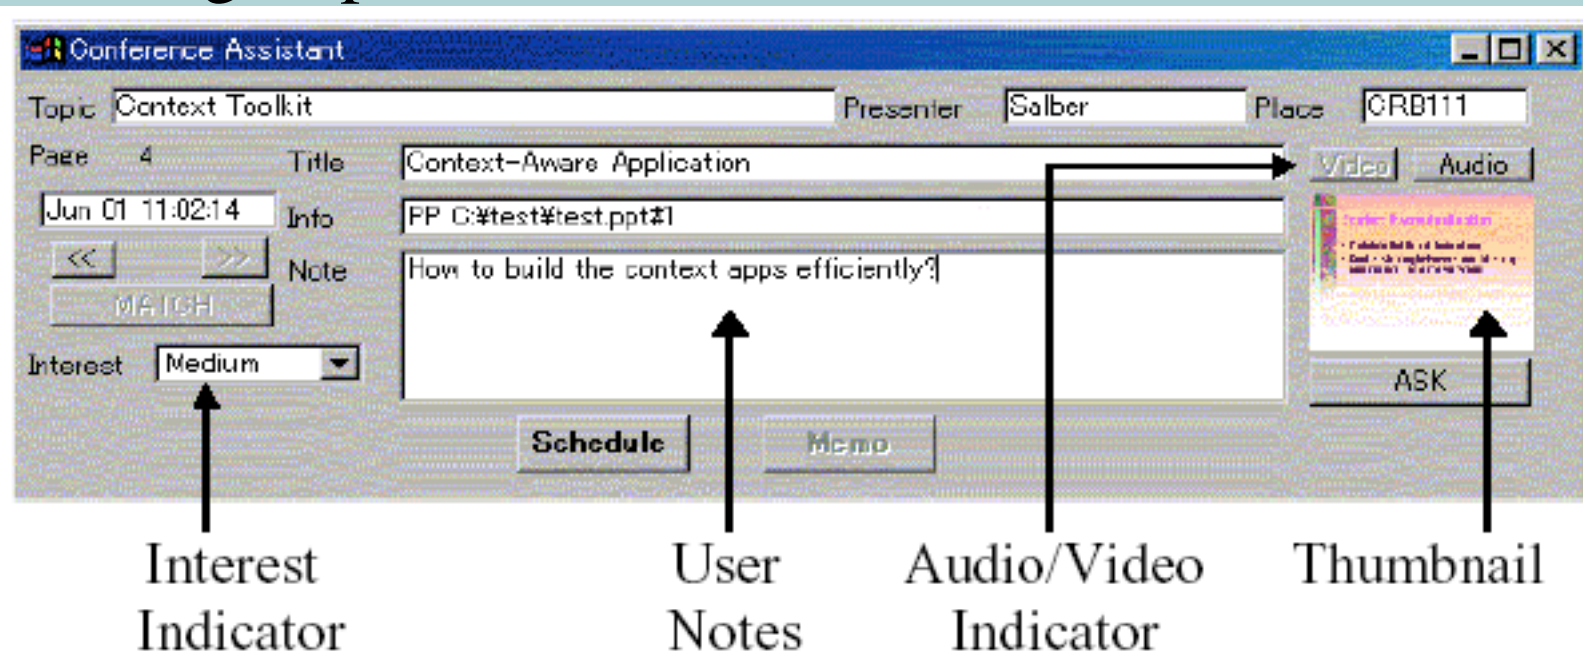 Conference Assistant
Topic Context Toolkit Presenter Salber Place CRB111
Page 4 Title Context-Aware Application Video Audio
Jun 01 11:02:14 Info PP C:¥test¥test.ppt#1
<< >> Note How to build the context apps efficiently?
MATCH
Interest Medium
ASK
Schedule Memo
Interest Indicator
User Notes
Audio/Video Indicator
Thumbnail